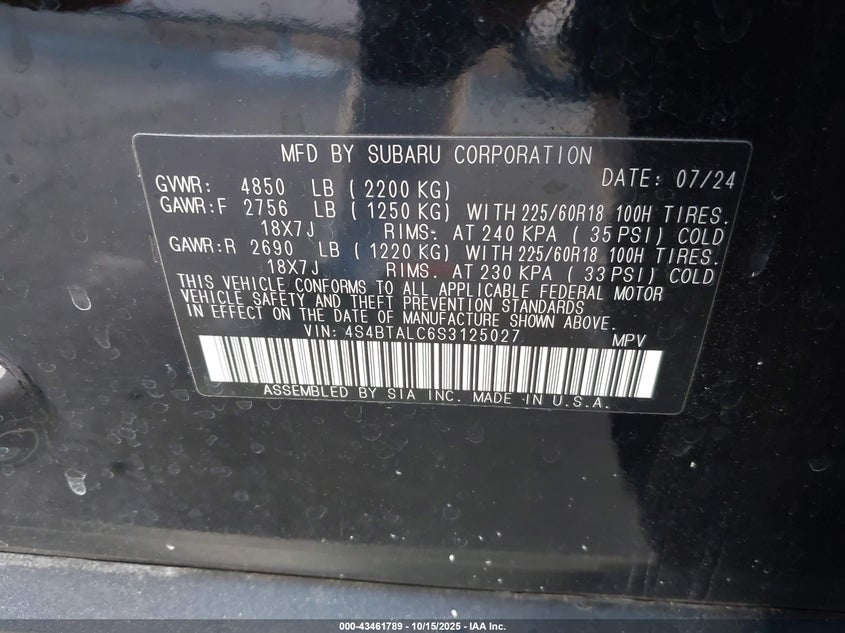 MFD BY SUBARU CORPORATION
DATE: 07/24
GVWR: 4850 LB ( 2200 KG)
GAWR:F 2756 LB ( 1250 KG) WITH 225/60R18 100H TIRES.
18X7J RIMS. AT 240 KPA ( 35 PSI) COLD
GAWR:R 2690 LB ( 1220 KG) WITH 225/60R18 100H TIRES.
18X7J RIMS. AT 230 KPA ( 33 PSI) COLD
THIS VEHICLE CONFORMS TO ALL APPLICABLE FEDERAL MOTOR
VEHICLE SAFETY AND THEFT PREVENTION STANDARDS
IN EFFECT ON THE DATE OF MANUFACTURE SHOWN ABOVE.
VIN: 4S4BTALC6S3125027 MPV
ASSEMBLED BY SIA INC. MADE IN U.S.A.
000-43461789 - 10/15/2025 - IAA Inc.